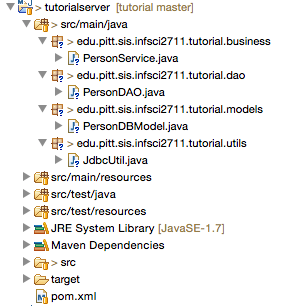 > tutorialserver [tutorial master]
> src/main/java
> edu.pitt.sis.infsci2711.tutorial.business
> PersonService.java
> edu.pitt.sis.infsci2711.tutorial.dao
> PersonDAO.java
> edu.pitt.sis.infsci2711.tutorial.models
> PersonDBModel.java
> edu.pitt.sis.infsci2711.tutorial.utils
JdbcUtil.java
src/main/resources
src/test/java
src/test/resources
JRE System Library [JavaSE-1.7]
Maven Dependencies
> src
target
pom.xml